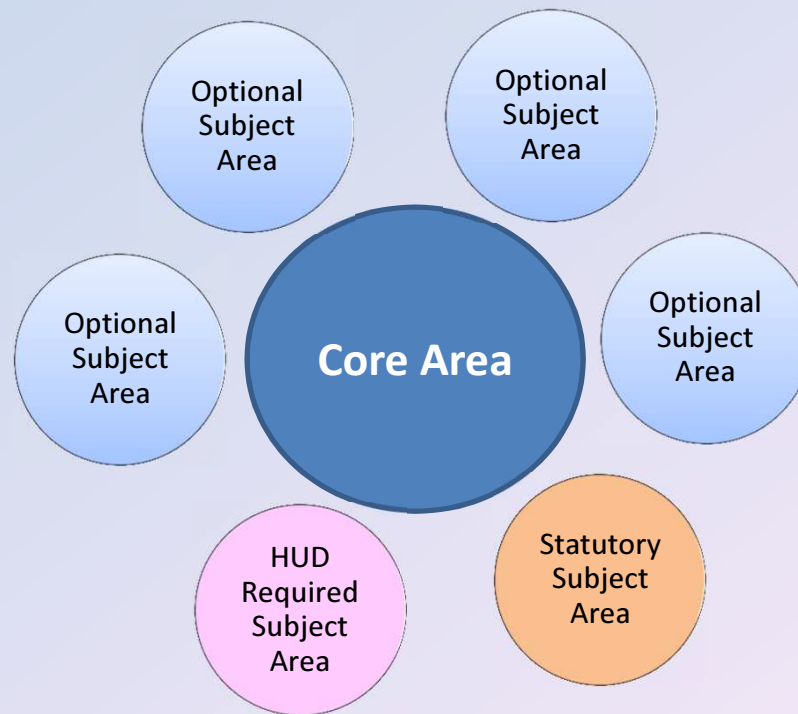 Optional
Subject
Area
Optional
Subject
Area
Optional
Subject
Area
Core Area
Optional
Subject
Area
HUD
Required
Subject
Area
Statutory
Subject
Area